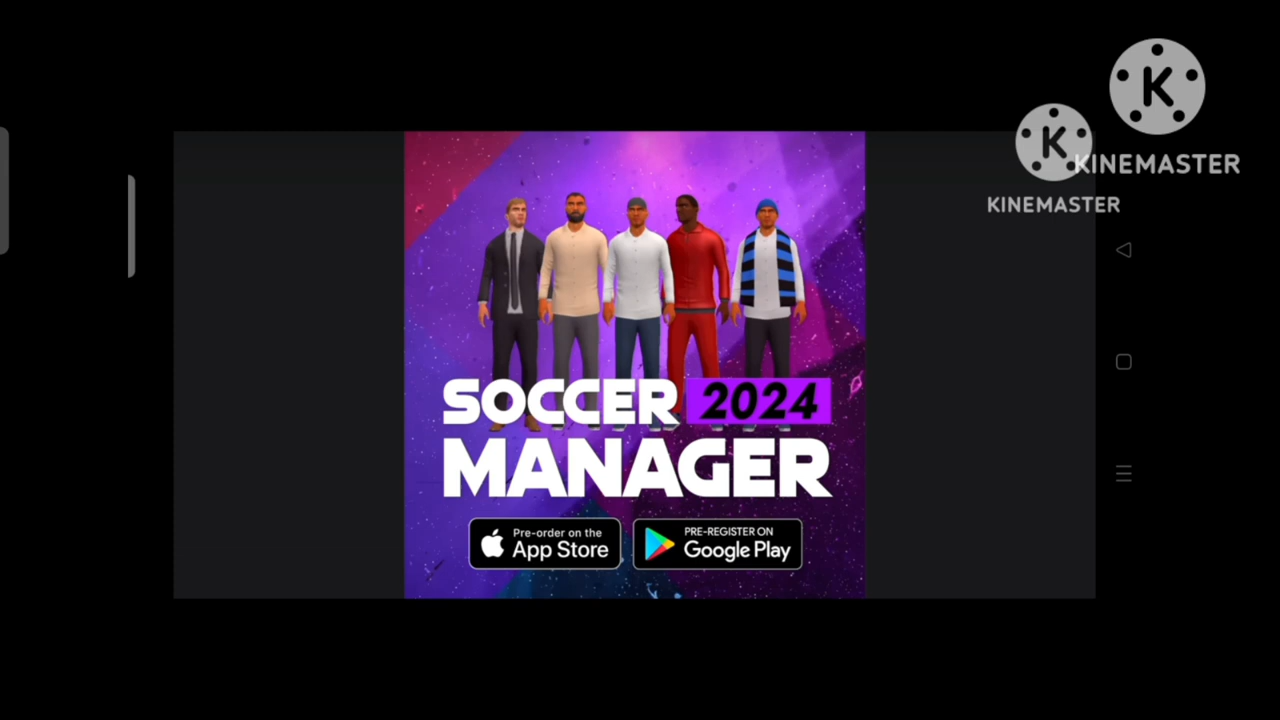 K
KINEMASTER
K
KINEMASTER
SOCCER 2024
MANAGER
Pre-order on the
App Store
PRE-REGISTER ON
Google Play